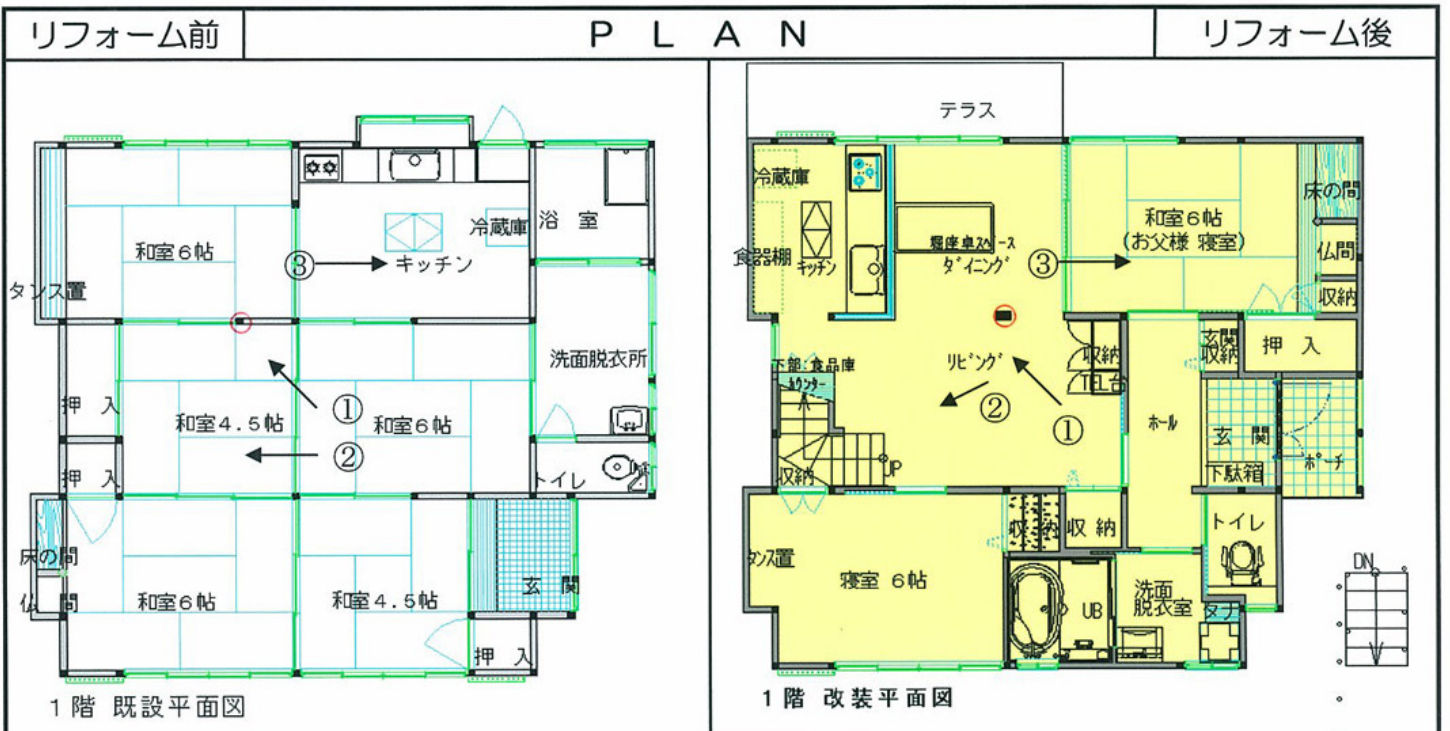 リフォーム前
PLAN
リフォーム後
和室6帖
タンス置
③
キッチン
冷蔵庫
浴室
洗面脱衣所
押入
和室4.5帖
①
和室6帖
②
押入
トイレ
床の間
仏間
和室6帖
和室4.5帖
玄関
押入
1階 既設平面図
テラス
冷蔵庫
食器棚
キッチン
堀座卓スペース
ダイニング
③
和室6帖
(お父様 寝室)
床の間
仏間
収納
押入
玄関
収納
収納
TEL台
リビング
下部:食品庫
カウンター
②
①
ホール
玄関
下駄箱
ポーチ
収納
UP
タンス置
寝室 6帖
収納
収納
トイレ
UB
洗面
脱衣室
タナ
DN
1階 改装平面図